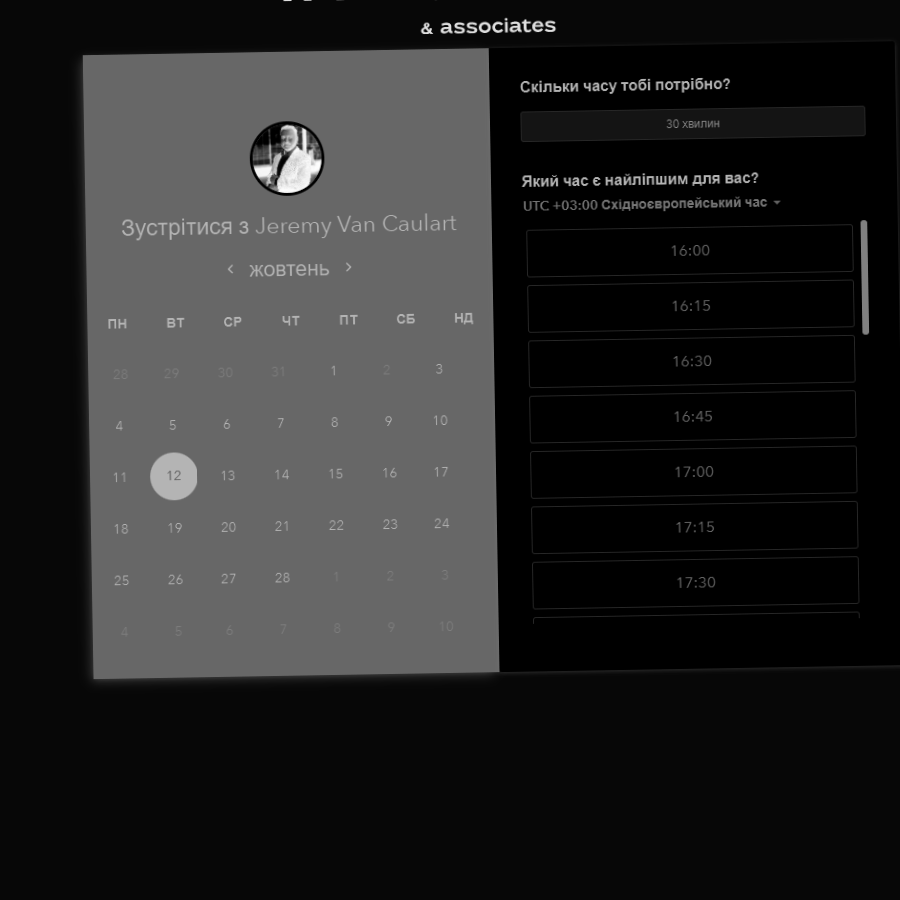 & associates
Зустрітися з Jeremy Van Caulart
жовтень
ПН ВТ СР ЧТ ПТ СБ НД
28 29 30 31 1 2 3
4 5 6 7 8 9 10
11 12 13 14 15 16 17
18 19 20 21 22 23 24
25 26 27 28 1 2 3
4 5 6 7 8 9 10
Скільки часу тобі потрібно?
30 хвилин
Який час є найліпшим для вас?
UTC +03:00 Східноєвропейський час
16:00
16:15
16:30
16:45
17:00
17:15
17:30